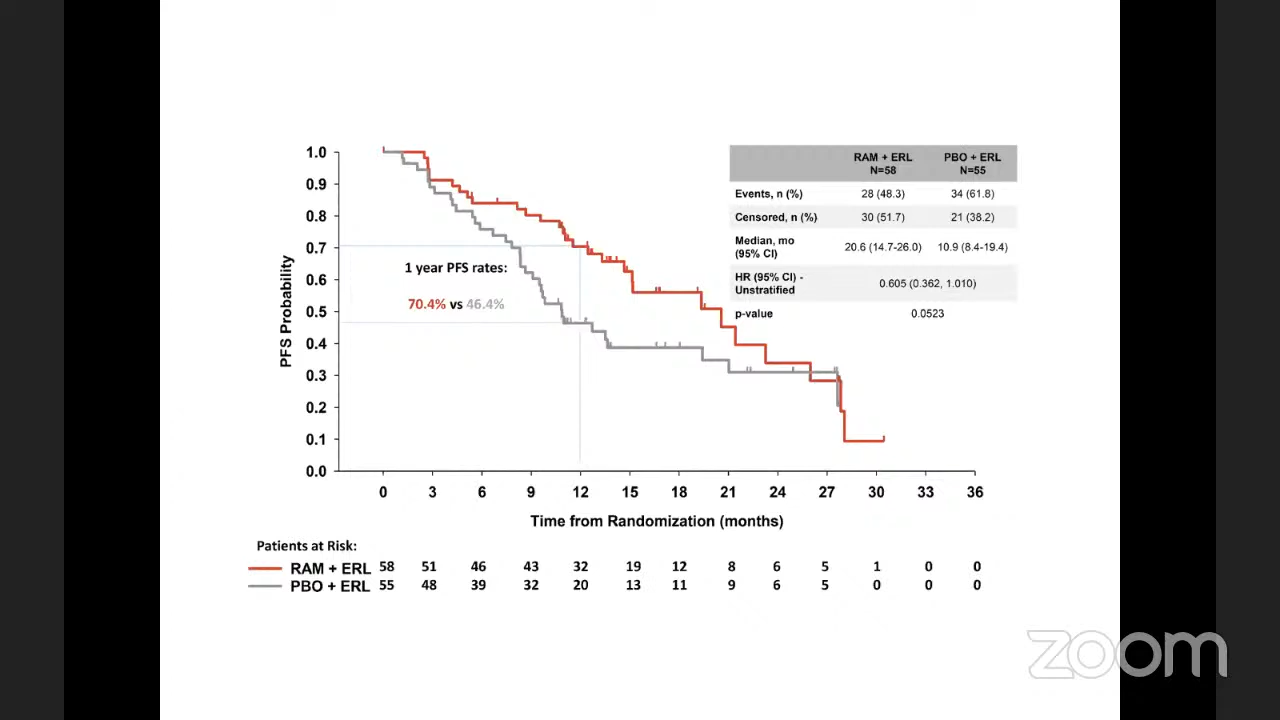 RAM + ERL PBO + ERL
N=58 N=55
Events, n (%) 28 (48.3) 34 (61.8)
Censored, n (%) 30 (51.7) 21 (38.2)
Median, mo
(95% CI) 20.6 (14.7-26.0) 10.9 (8.4-19.4)
HR (95% CI) -
Unstratified 0.605 (0.362, 1.010)
p-value 0.0523
PFS Probability
1.0
0.9
0.8
0.7
0.6
0.5
0.4
0.3
0.2
0.1
0.0
1 year PFS rates:
70.4% vs 46.4%
0 3 6 9 12 15 18 21 24 27 30 33 36
Time from Randomization (months)
Patients at Risk:
RAM + ERL 58 51 46 43 32 19 12 8 6 5 1 0 0
PBO + ERL 55 48 39 32 20 13 11 9 6 5 0 0 0
zoom